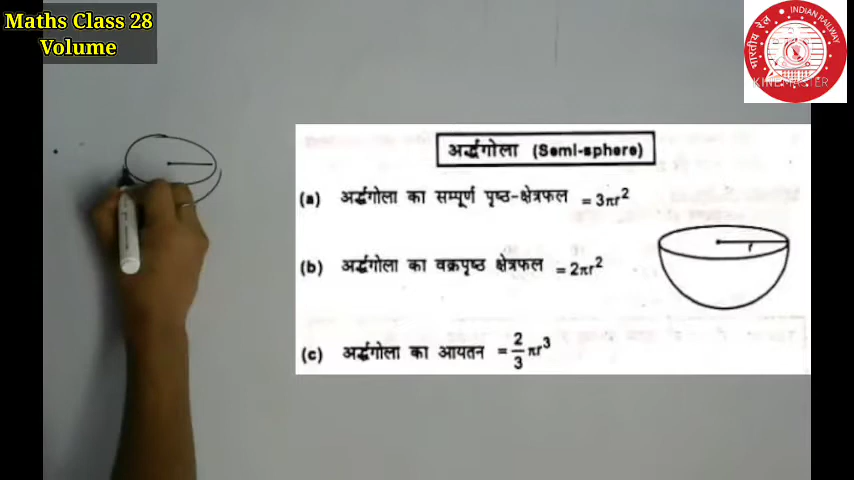 Maths Class 28
Volume
भारतीय रेल
INDIAN RAILWAY
KINEMASTER
अर्द्धगोला (Semi-sphere)
(a) अर्द्धगोला का सम्पूर्ण पृष्ठ-क्षेत्रफल = 3πr²
(b) अर्द्धगोला का वक्रपृष्ठ क्षेत्रफल = 2πr²
r
(c) अर्द्धगोला का आयतन = 2/3 πr³